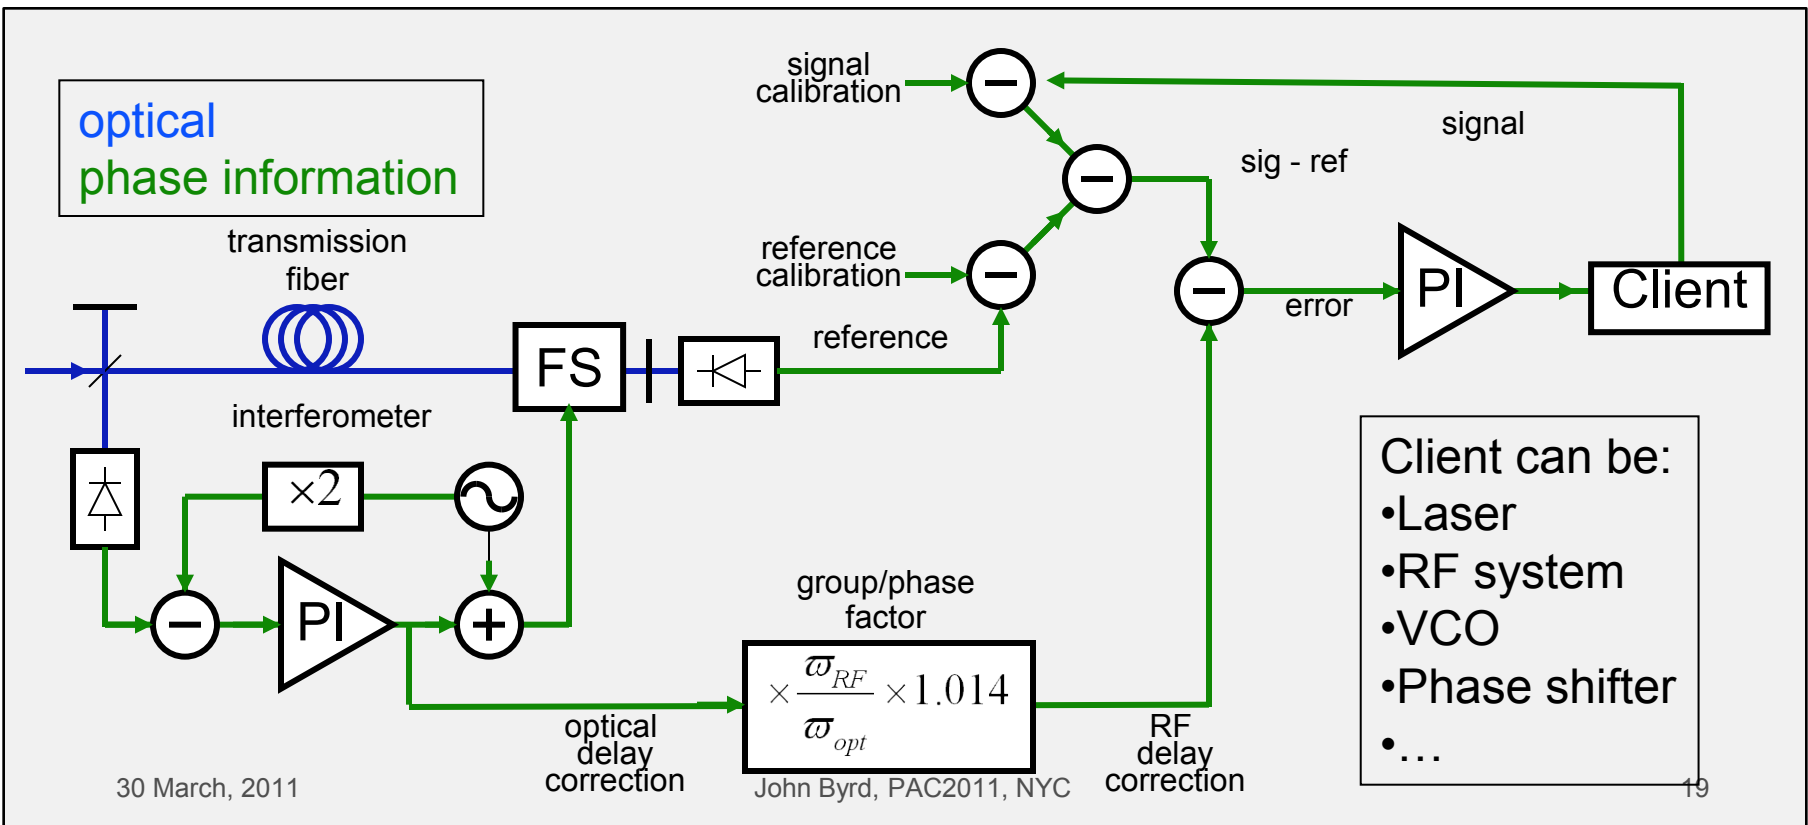 optical
phase information
signal
calibration
signal
sig - ref
transmission
fiber
reference
calibration
reference
FS
error
PI
Client
interferometer
×2
PI
group/phase
factor
× ϖ_RF / ϖ_opt × 1.014
optical
delay
correction
RF
delay
correction
Client can be:
•Laser
•RF system
•VCO
•Phase shifter
•…
30 March, 2011
John Byrd, PAC2011, NYC
19